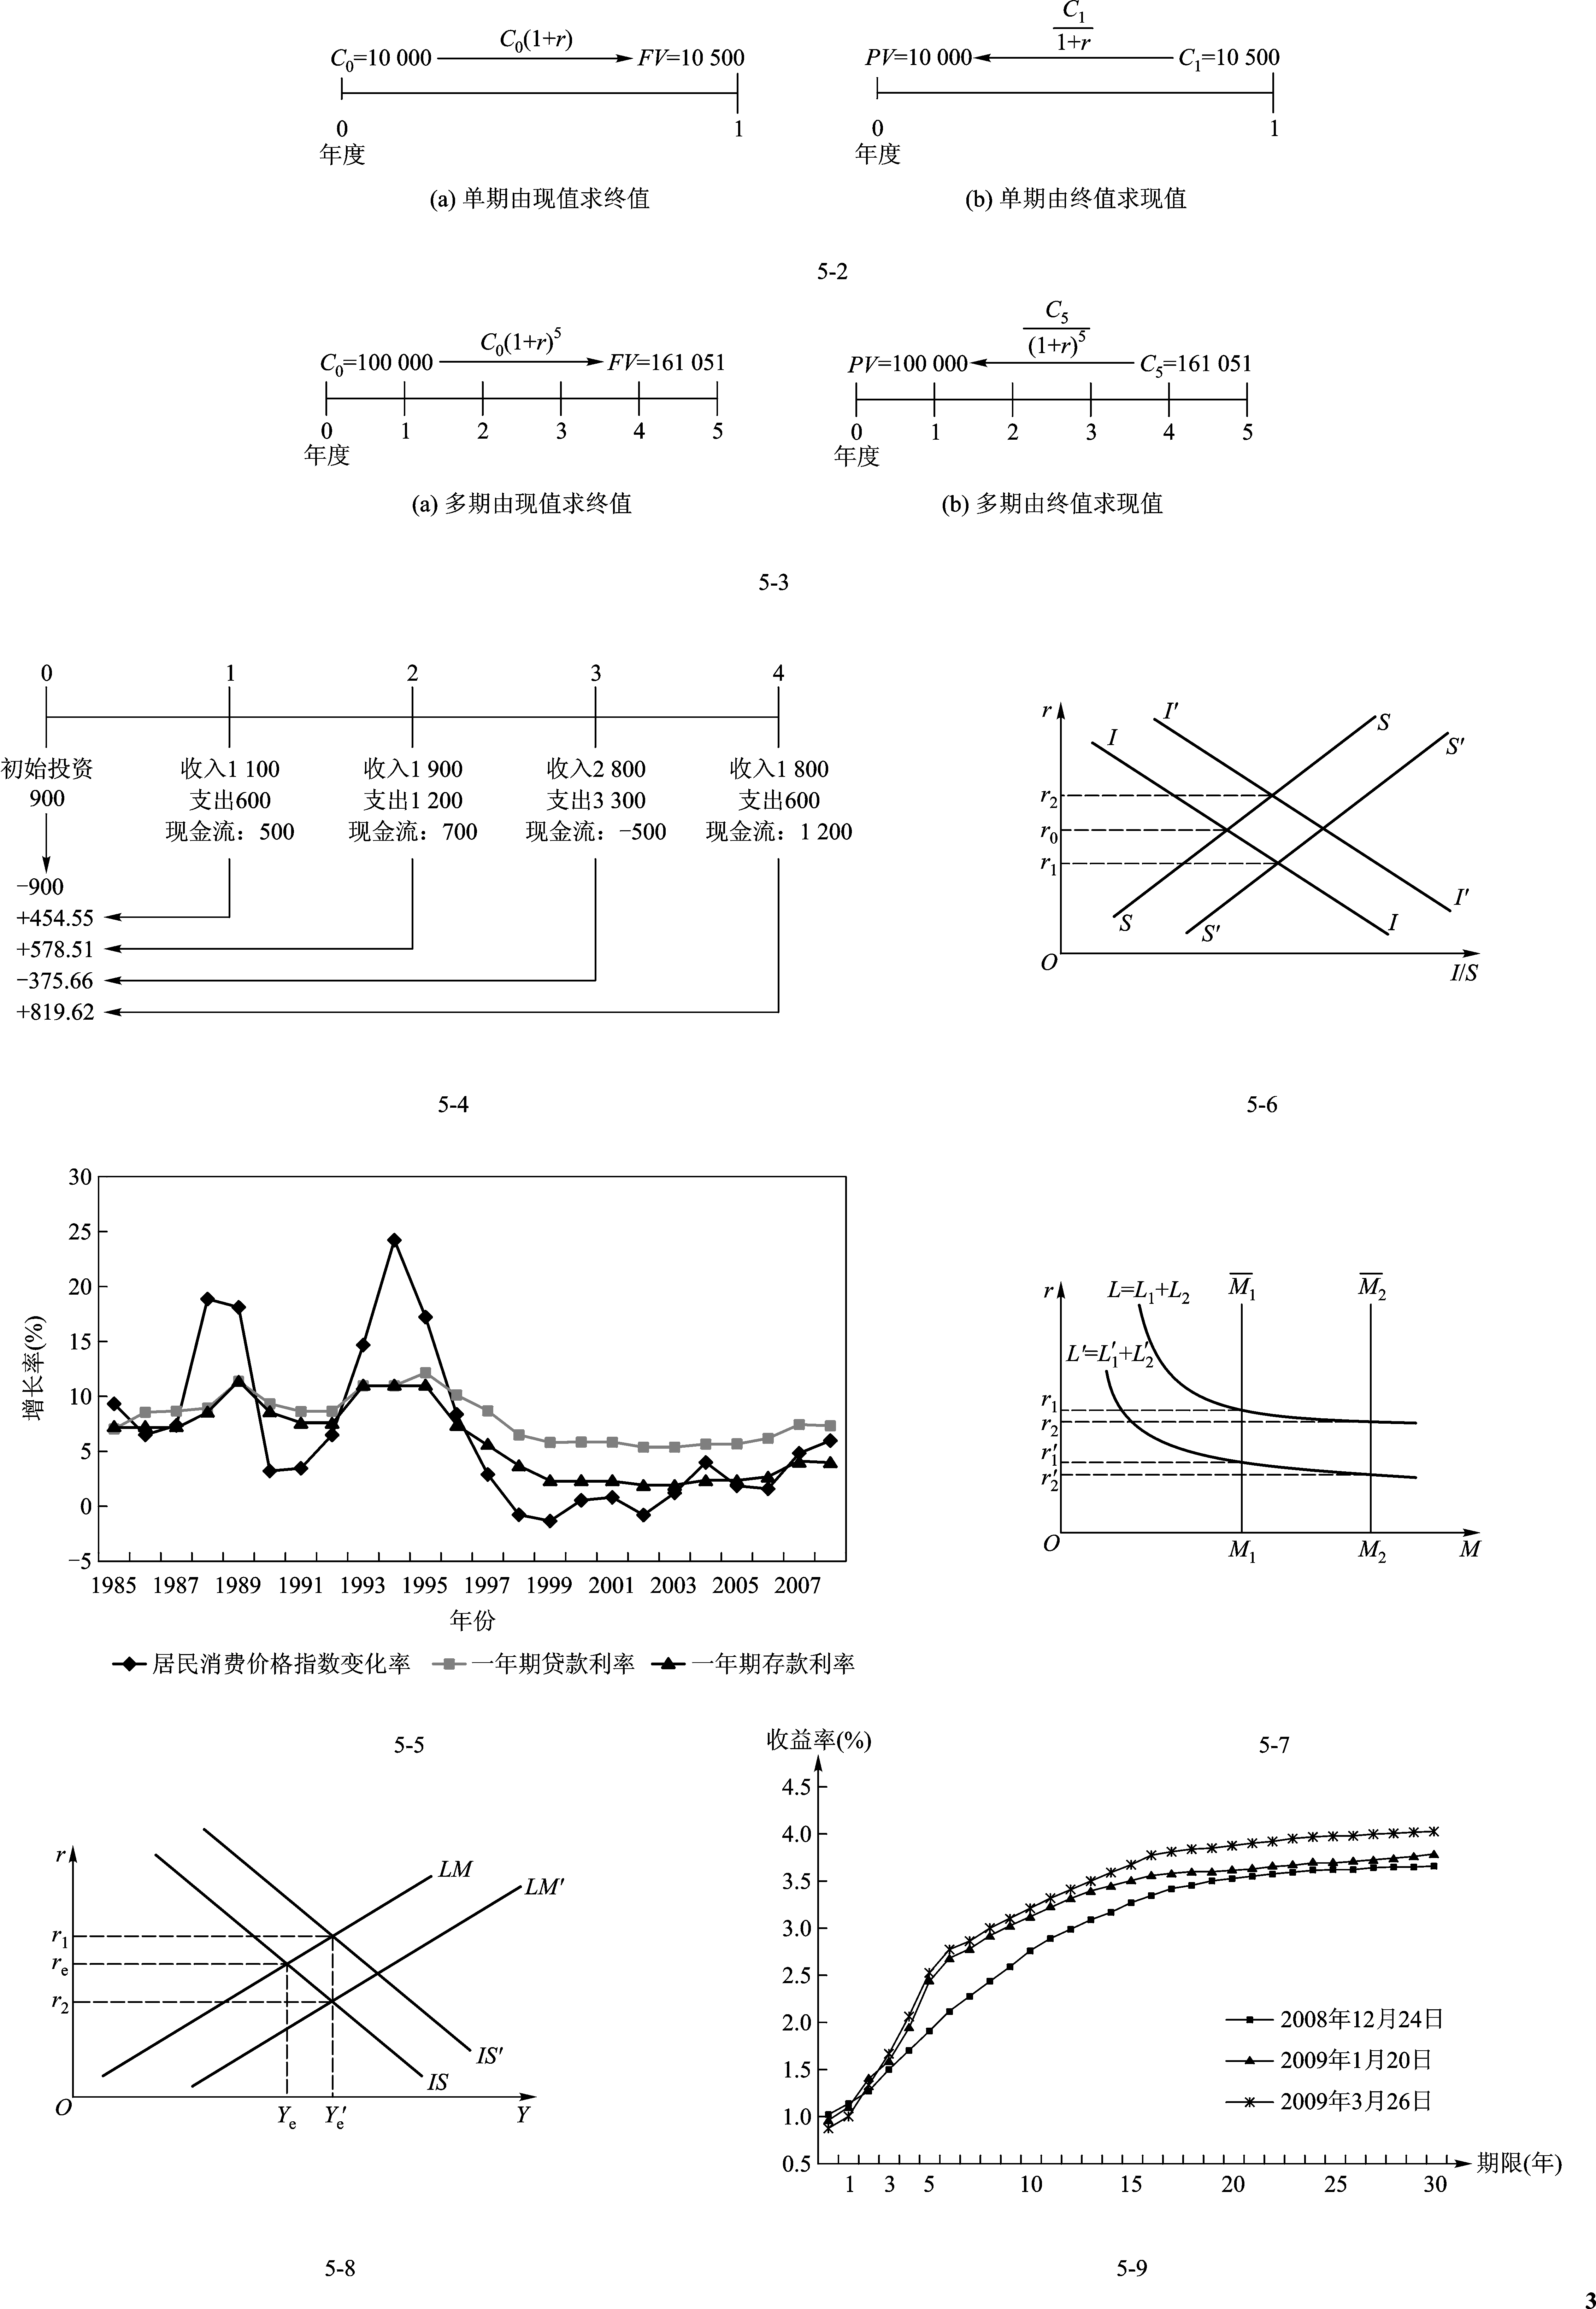 C₀(1+r)
C₀=10 000 FV=10 500
0 1
年度
(a) 单期由现值求终值
C₁
1+r
PV=10 000 C₁=10 500
0 1
年度
(b) 单期由终值求现值
5-2
C₀(1+r)⁵
C₀=100 000 FV=161 051
0 1 2 3 4 5
年度
(a) 多期由现值求终值
C₅
(1+r)⁵
PV=100 000 C₅=161 051
0 1 2 3 4 5
年度
(b) 多期由终值求现值
5-3
0 1 2 3 4
初始投资 收入1 100 收入1 900 收入2 800 收入1 800
900 支出600 支出1 200 支出3 300 支出600
现金流：500 现金流：700 现金流：−500 现金流：1 200
−900
+454.55
+578.51
−375.66
+819.62
5-4
r
I′
S
I
S′
r₂
r₀
r₁
I′
S
S′
I
O
I/S
5-6
30
25
20
15
10
5
0
−5
增长率(%)
1985 1987 1989 1991 1993 1995 1997 1999 2001 2003 2005 2007
年份
居民消费价格指数变化率 一年期贷款利率 一年期存款利率
5-5
r
L=L₁+L₂
M̅₁
M̅₂
L′=L′₁+L′₂
r₁
r₂
r′₁
r′₂
O M₁ M₂ M
5-7
r
LM
LM′
r₁
rₑ
r₂
IS′
IS
O Yₑ Yₑ′ Y
5-8
收益率(%)
4.5
4.0
3.5
3.0
2.5
2.0
1.5
1.0
0.5
2008年12月24日
2009年1月20日
2009年3月26日
1 3 5 10 15 20 25 30
期限(年)
5-9
3